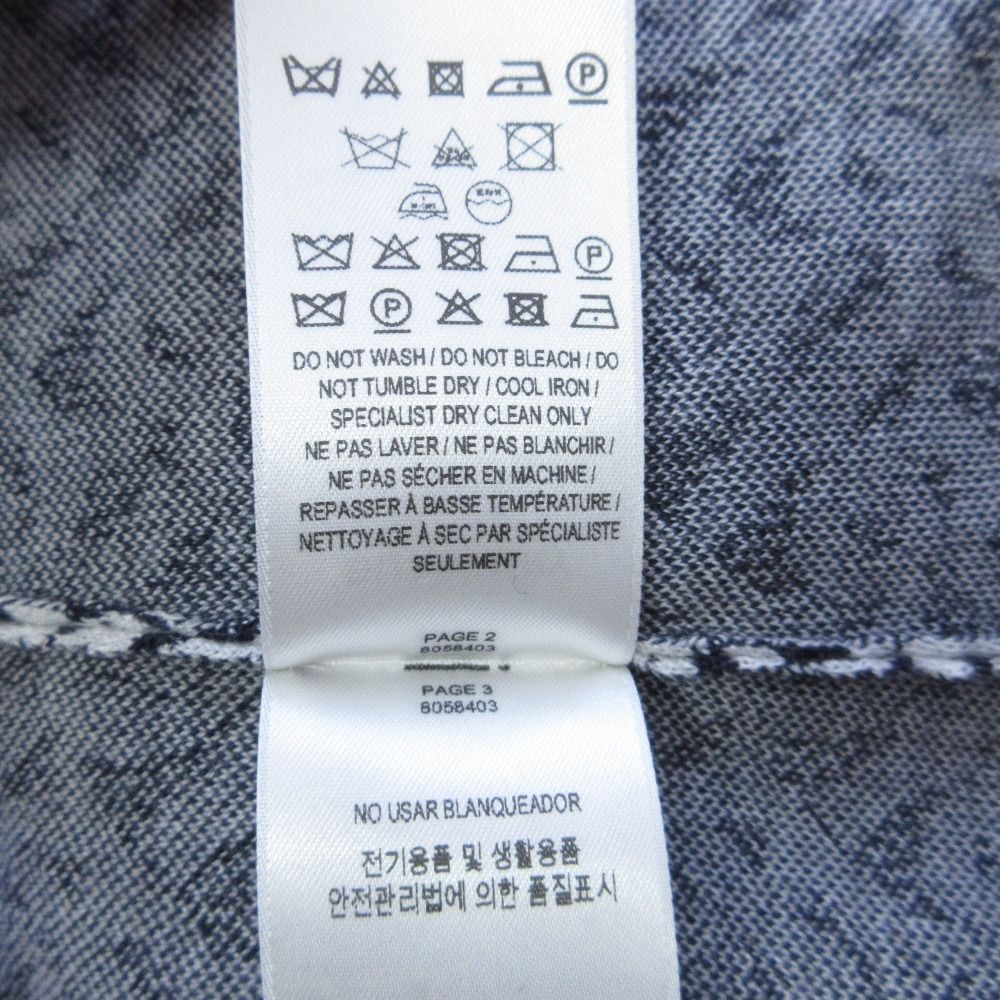 P
P
P
DO NOT WASH / DO NOT BLEACH / DO
NOT TUMBLE DRY / COOL IRON /
SPECIALIST DRY CLEAN ONLY
NE PAS LAVER / NE PAS BLANCHIR /
NE PAS SÉCHER EN MACHINE /
REPASSER À BASSE TEMPÉRATURE /
NETTOYAGE À SEC PAR SPÉCIALISTE
SEULEMENT
PAGE 2
8058403
PAGE 3
8058403
NO USAR BLANQUEADOR
전기용품 및 생활용품
안전관리법에 의한 품질표시